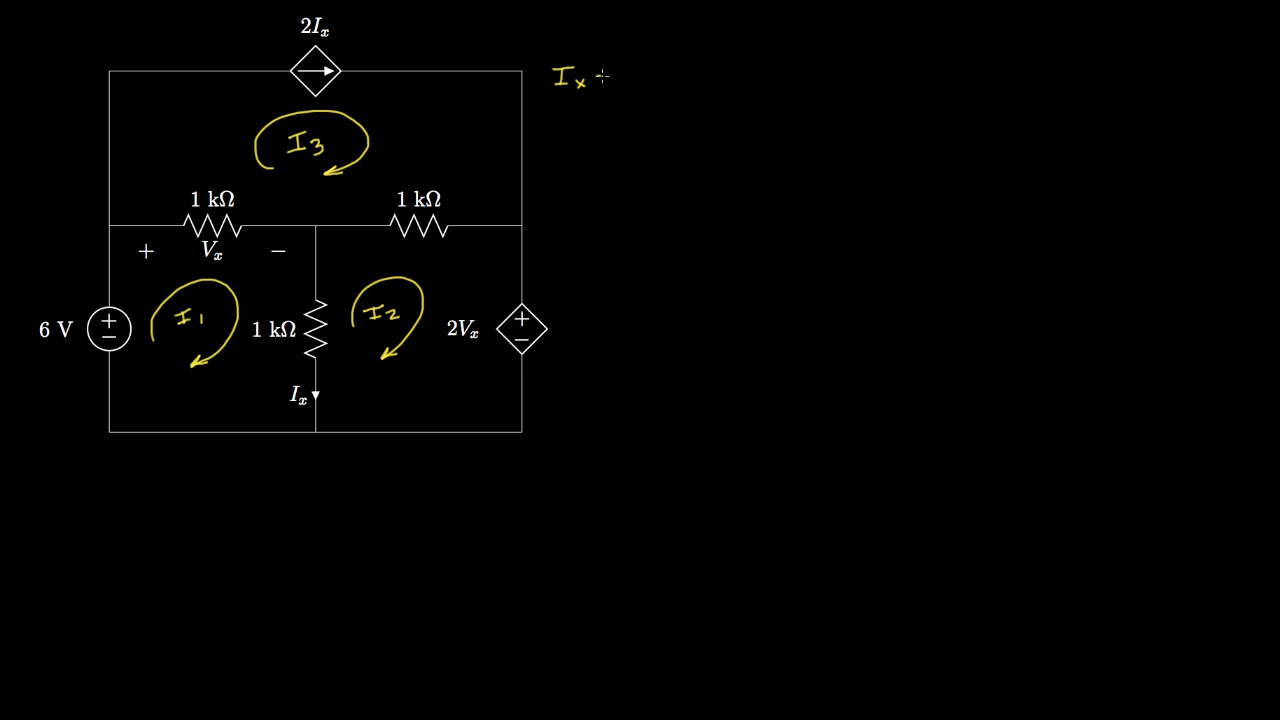 2Iₓ
Iₓ -
I₃
1 kΩ
1 kΩ
+ Vₓ −
I₁
I₂
6 V
+
−
1 kΩ
2Vₓ
+
−
Iₓ